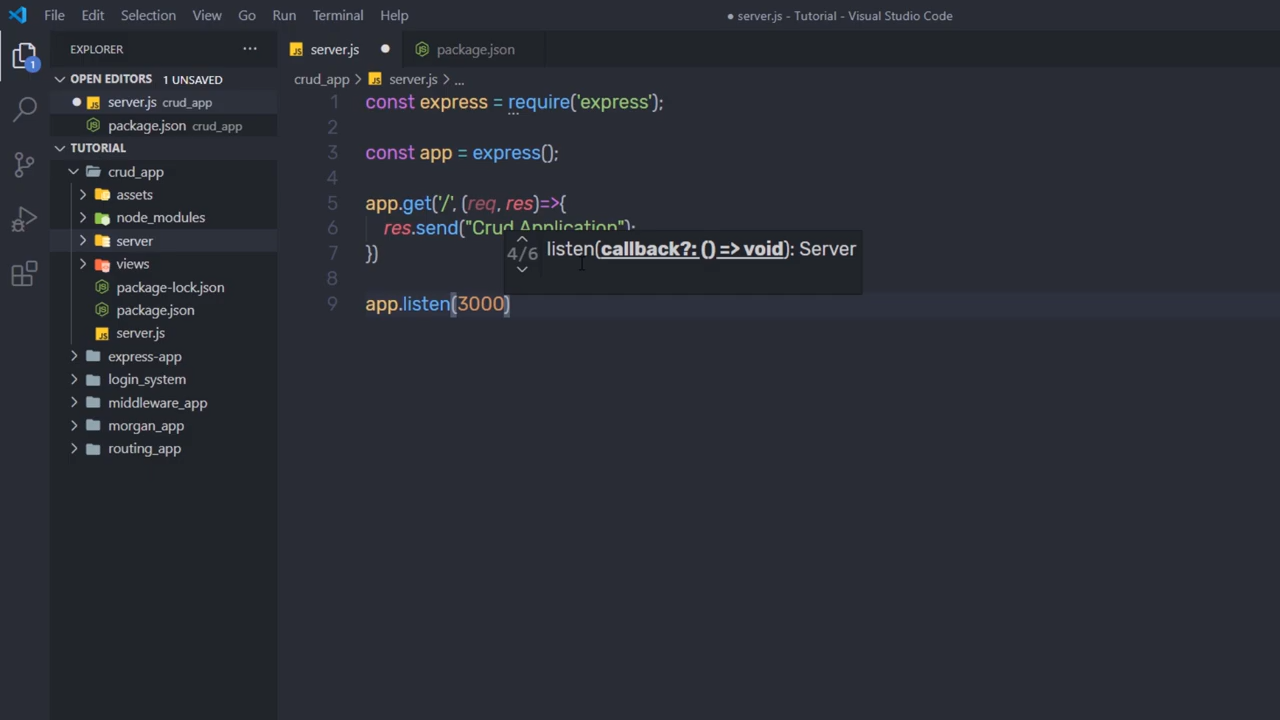 File Edit Selection View Go Run Terminal Help
● server.js - Tutorial - Visual Studio Code
1
EXPLORER ···
OPEN EDITORS 1 UNSAVED
server.js crud_app
package.json crud_app
TUTORIAL
crud_app
assets
node_modules
server
views
package-lock.json
package.json
server.js
express-app
login_system
middleware_app
morgan_app
routing_app
server.js
package.json
crud_app > server.js > ...
1 const express = require('express');
2
3 const app = express();
4
5 app.get('/', (req, res)=>{
6 res.send("Crud Application");
7 })
8
9 app.listen(3000)
4/6 listen(callback?: () => void): Server